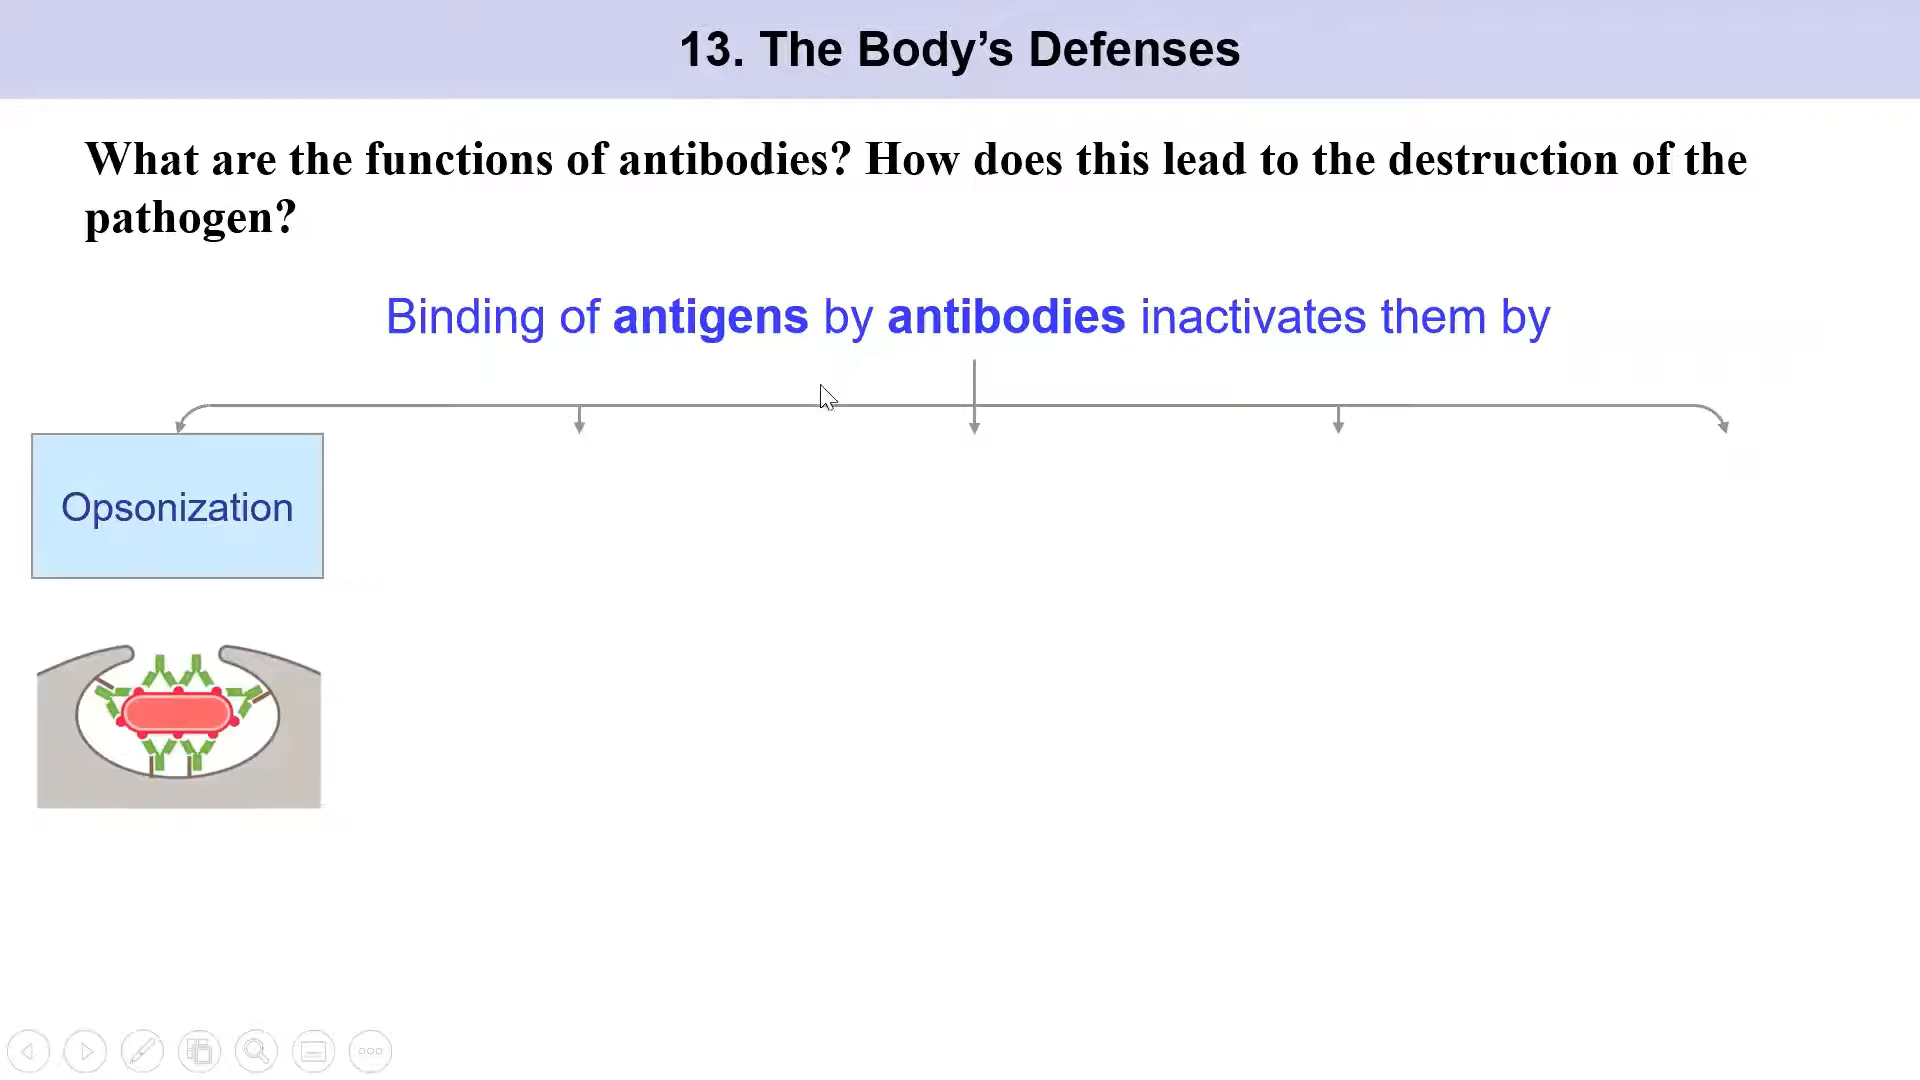 13. The Body’s Defenses
What are the functions of antibodies? How does this lead to the destruction of the
pathogen?
Binding of antigens by antibodies inactivates them by
Opsonization